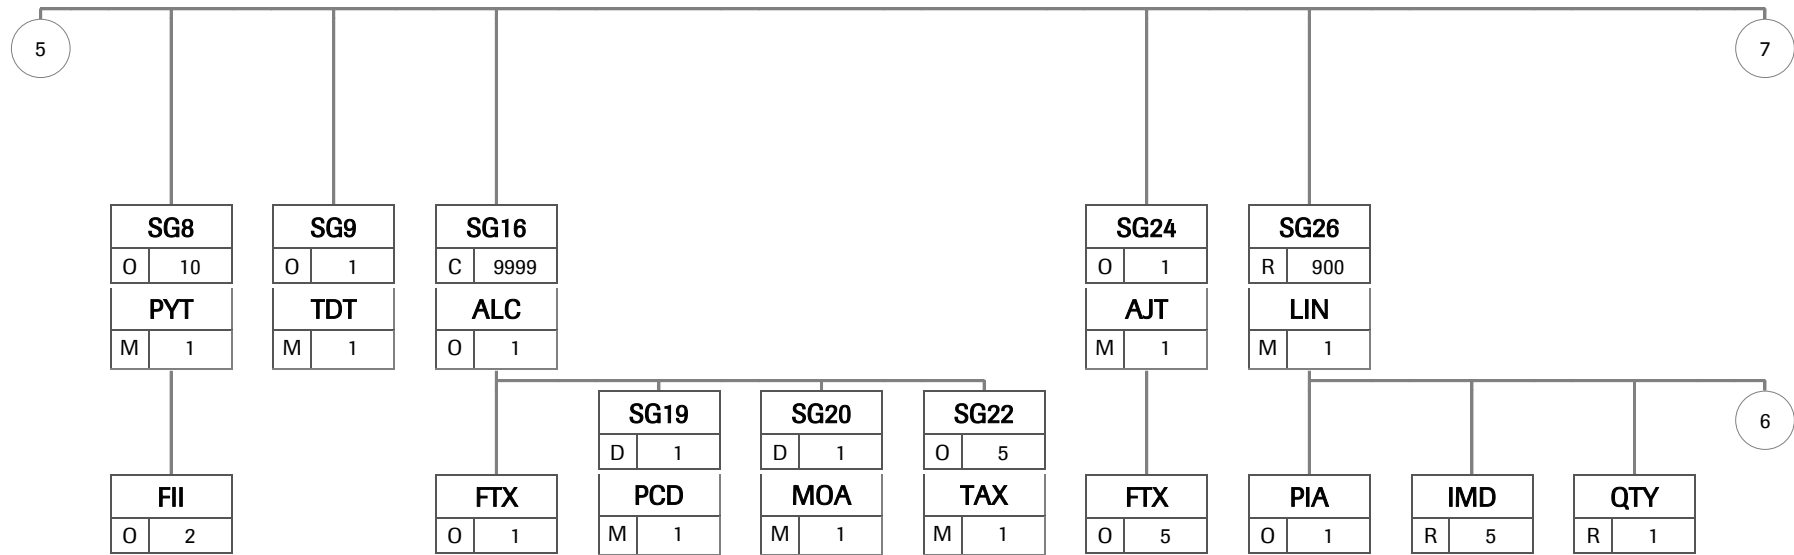 5 7
SG8 SG9 SG16 SG24 SG26
O 10 O 1 C 9999 O 1 R 900
PYT TDT ALC AJT LIN
M 1 M 1 O 1 M 1 M 1
SG19 SG20 SG22 6
D 1 D 1 O 5
FII FTX PCD MOA TAX FTX PIA IMD QTY
O 2 O 1 M 1 M 1 M 1 O 5 O 1 R 5 R 1